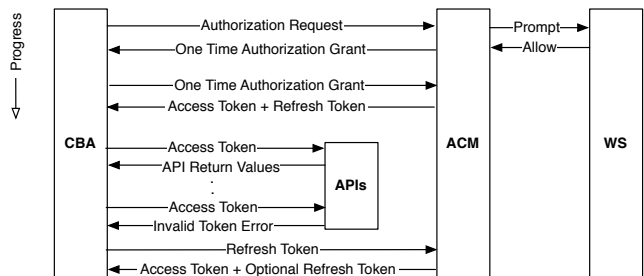 Progress
Authorization Request
Prompt
One Time Authorization Grant
Allow
One Time Authorization Grant
Access Token + Refresh Token
CBA
ACM
WS
Access Token
API Return Values
:
APIs
Access Token
Invalid Token Error
Refresh Token
Access Token + Optional Refresh Token